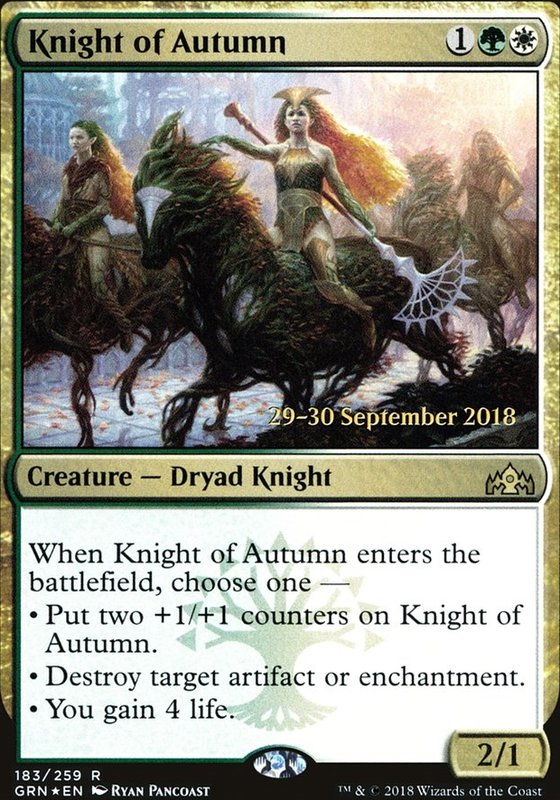 Knight of Autumn 1
29–30 September 2018
Creature — Dryad Knight
When Knight of Autumn enters the
battlefield, choose one —
• Put two +1/+1 counters on Knight of
Autumn.
• Destroy target artifact or enchantment.
• You gain 4 life.
2/1
183/259 R
GRN★EN Ryan Pancoast
™ & © 2018 Wizards of the Coast